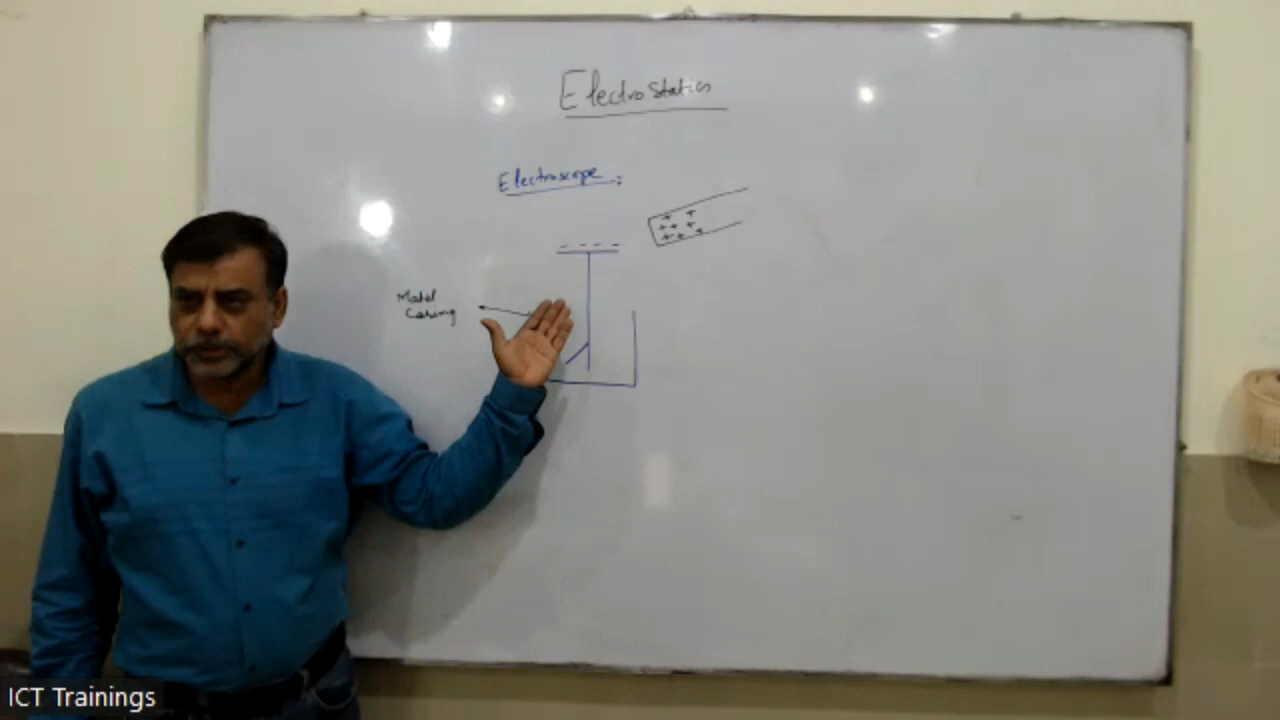 Electrostatics
Electroscope :
- - - -
+ +
+ + +
+ + +
Metal
Casing
ICT Trainings